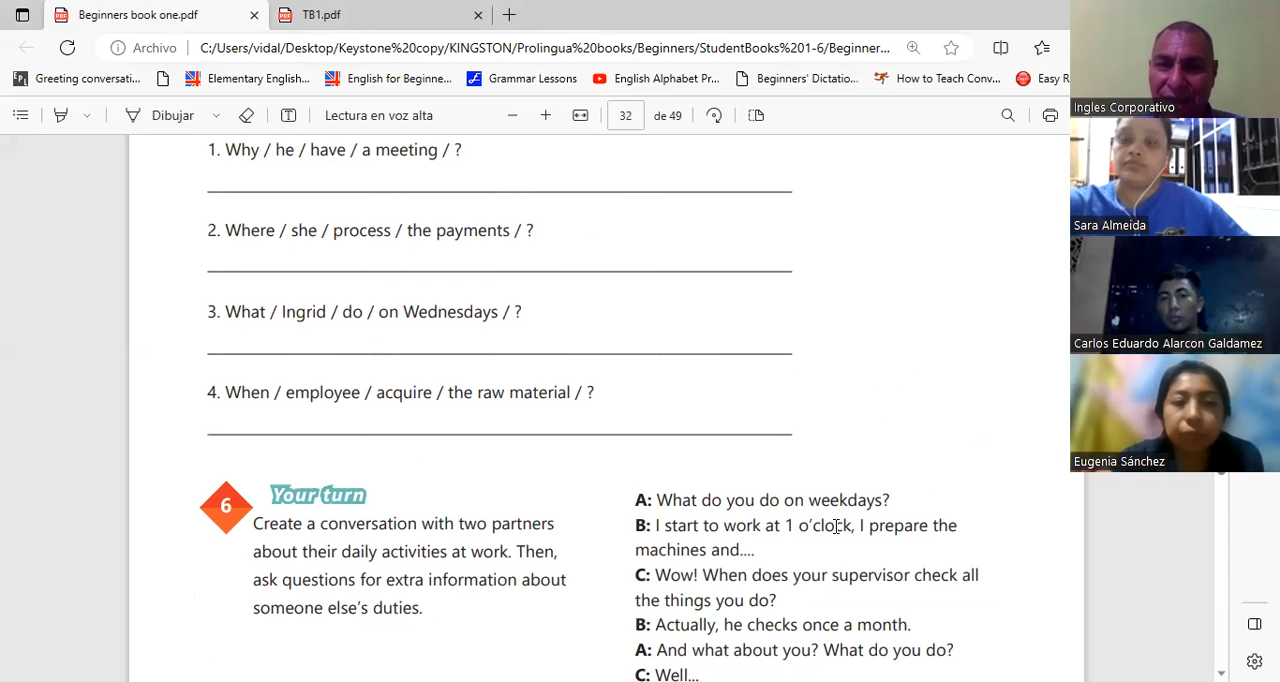 Beginners book one.pdf
TB1.pdf
Archivo
C:/Users/vidal/Desktop/Keystone%20copy/KINGSTON/Prolingua%20books/Beginners/StudentBooks%201-6/Beginner...
Greeting conversati...
Elementary English...
English for Beginne...
Grammar Lessons
English Alphabet Pr...
Beginners' Dictatio...
How to Teach Conv...
Easy R
Dibujar
Lectura en voz alta
32
de 49
1. Why / he / have / a meeting / ?
2. Where / she / process / the payments / ?
3. What / Ingrid / do / on Wednesdays / ?
4. When / employee / acquire / the raw material / ?
6
Your turn
Create a conversation with two partners
about their daily activities at work. Then,
ask questions for extra information about
someone else's duties.
A: What do you do on weekdays?
B: I start to work at 1 o'clock, I prepare the
machines and....
C: Wow! When does your supervisor check all
the things you do?
B: Actually, he checks once a month.
A: And what about you? What do you do?
C: Well...
Ingles Corporativo
Sara Almeida
Carlos Eduardo Alarcon Galdamez
Eugenia Sánchez